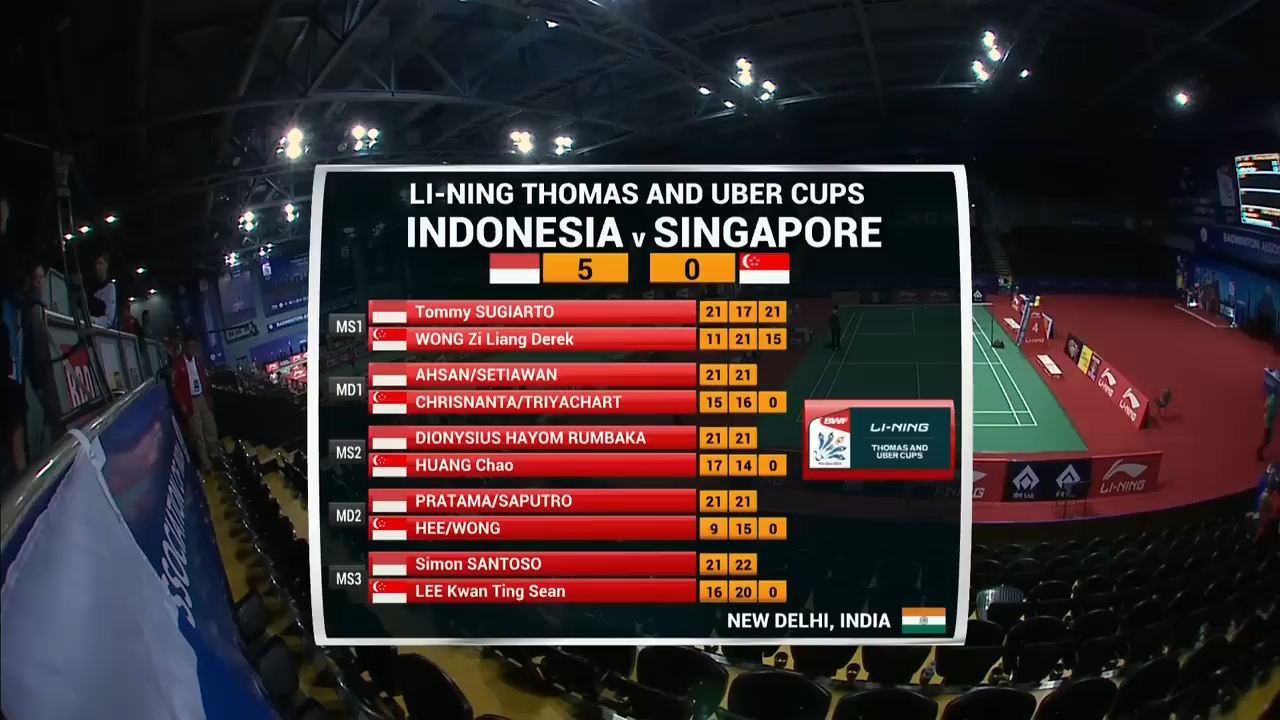 LI-NING THOMAS AND UBER CUPS
INDONESIA v SINGAPORE
5 0
MS1
Tommy SUGIARTO 21 17 21
WONG Zi Liang Derek 11 21 15
MD1
AHSAN/SETIAWAN 21 21
CHRISNANTA/TRIYACHART 15 16 0
MS2
DIONYSIUS HAYOM RUMBAKA 21 21
HUANG Chao 17 14 0
MD2
PRATAMA/SAPUTRO 21 21
HEE/WONG 9 15 0
MS3
Simon SANTOSO 21 22
LEE Kwan Ting Sean 16 20 0
BWF
LI-NING
THOMAS AND
UBER CUPS
NEW DELHI, INDIA
LI-NING